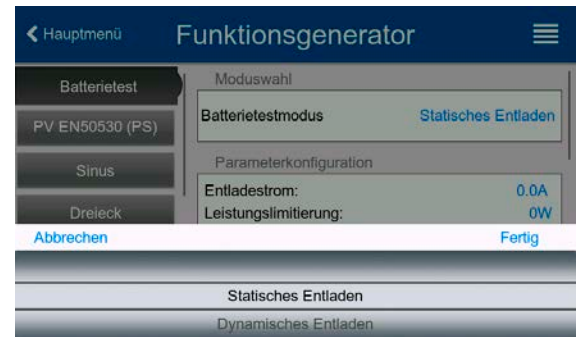 Hauptmenü
Funktionsgenerator
Batterietest
PV EN50530 (PS)
Sinus
Dreieck
Moduswahl
Batterietestmodus Statisches Entladen
Parameterkonfiguration
Entladestrom: 0.0A
Leistungslimitierung: 0W
Abbrechen Fertig
Statisches Entladen
Dynamisches Entladen